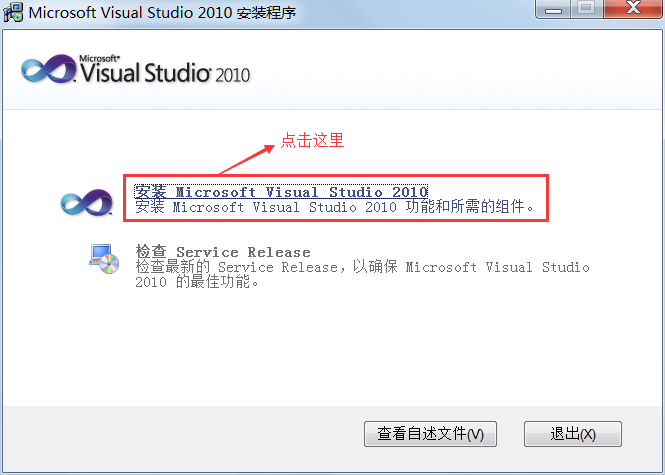 Microsoft Visual Studio 2010 安装程序
Microsoft®
Visual Studio® 2010
点击这里
安装 Microsoft Visual Studio 2010
安装 Microsoft Visual Studio 2010 功能和所需的组件。
检查 Service Release
检查最新的 Service Release，以确保 Microsoft Visual Studio
2010 的最佳功能。
查看自述文件(V)
退出(X)